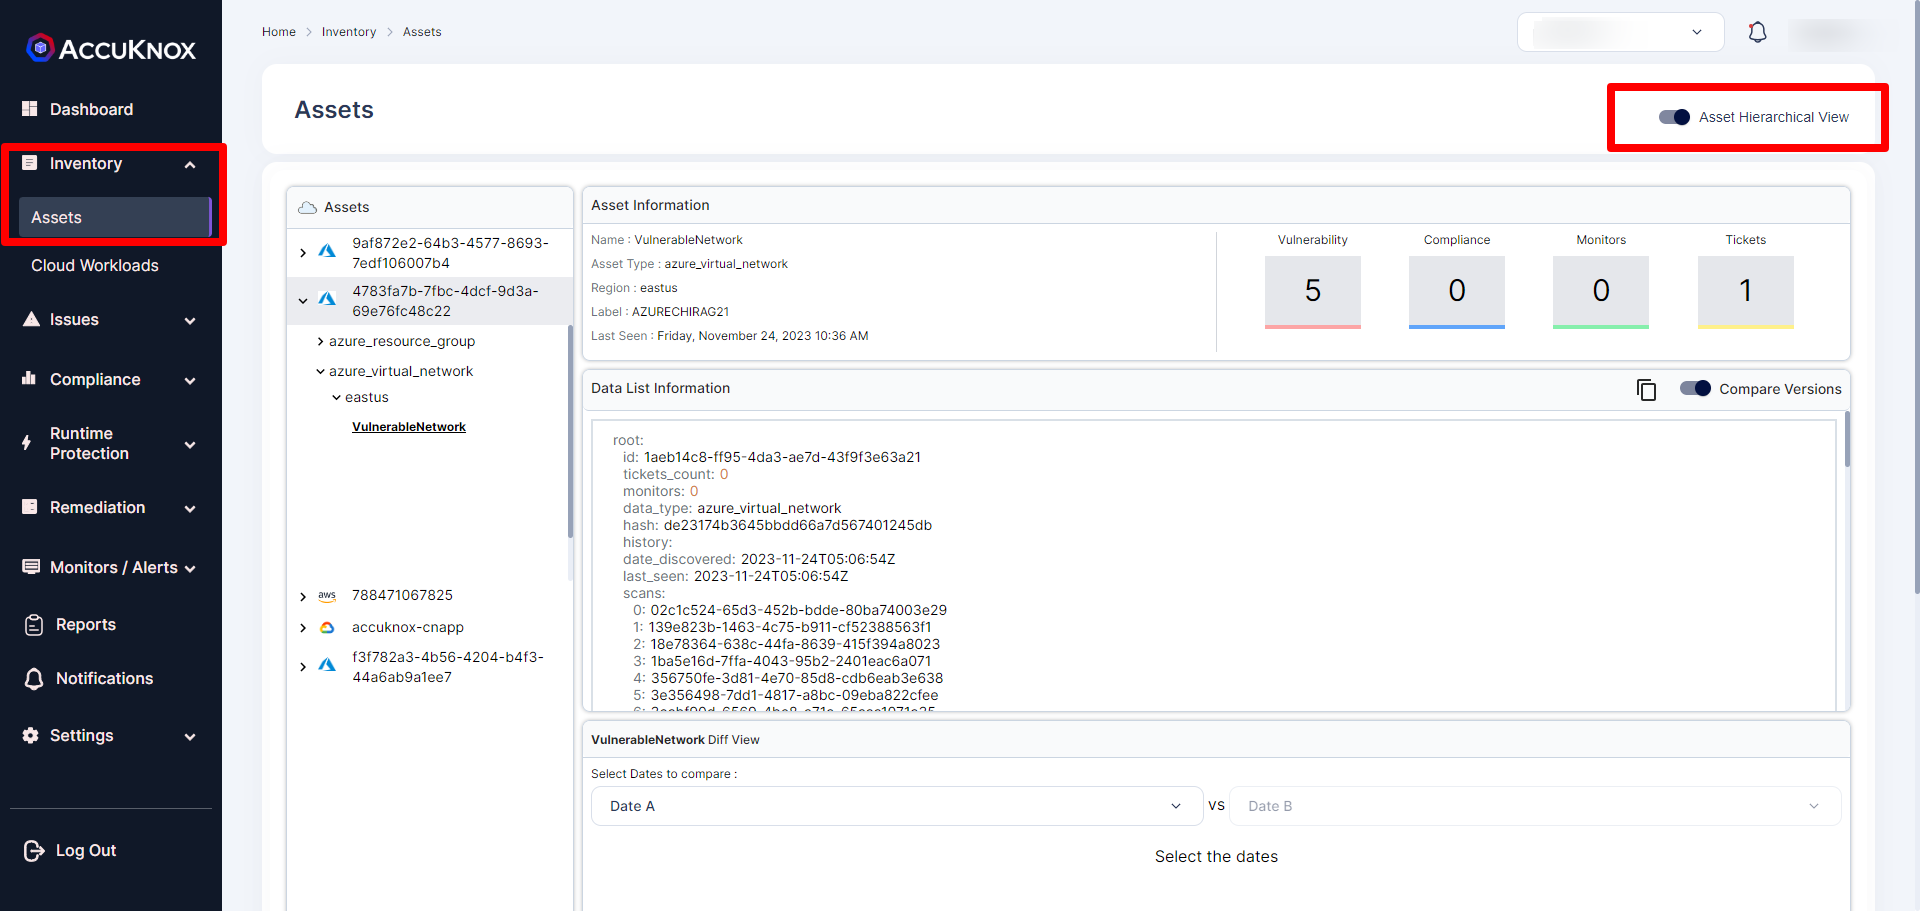 ACCUKNOX
Dashboard
Inventory
Assets
Cloud Workloads
Issues
Compliance
Runtime
Protection
Remediation
Monitors / Alerts
Reports
Notifications
Settings
Log Out
Home > Inventory > Assets
Assets
Asset Hierarchical View
Assets
9af872e2-64b3-4577-8693-
7edf106007b4
4783fa7b-7fbc-4dcf-9d3a-
69e76fc48c22
azure_resource_group
azure_virtual_network
eastus
VulnerableNetwork
aws 788471067825
accuknox-cnapp
f3f782a3-4b56-4204-b4f3-
44a6ab9a1ee7
Asset Information
Name : VulnerableNetwork
Asset Type : azure_virtual_network
Region : eastus
Label : AZURECHIRAG21
Last Seen : Friday, November 24, 2023 10:36 AM
Vulnerability Compliance Monitors Tickets
5 0 0 1
Data List Information
Compare Versions
root:
id: 1aeb14c8-ff95-4da3-ae7d-43f9f3e63a21
tickets_count: 0
monitors: 0
data_type: azure_virtual_network
hash: de23174b3645bbdd66a7d567401245db
history:
date_discovered: 2023-11-24T05:06:54Z
last_seen: 2023-11-24T05:06:54Z
scans:
0: 02c1c524-65d3-452b-bdde-80ba74003e29
1: 139e823b-1463-4c75-b911-cf52388563f1
2: 18e78364-638c-44fa-8639-415f394a8023
3: 1ba5e16d-7ffa-4043-95b2-2401eac6a071
4: 356750fe-3d81-4e70-85d8-cdb6eab3e638
5: 3e356498-7dd1-4817-a8bc-09eba822cfee
VulnerableNetwork Diff View
Select Dates to compare :
Date A
VS
Date B
Select the dates